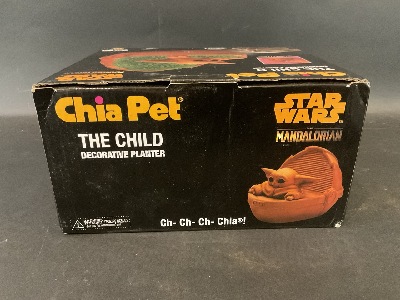 Chia Pet®
THE CHILD
DECORATIVE PLANTER
STAR
WARS
THE
MANDALORIAN
Ch- Ch- Ch- Chia®!